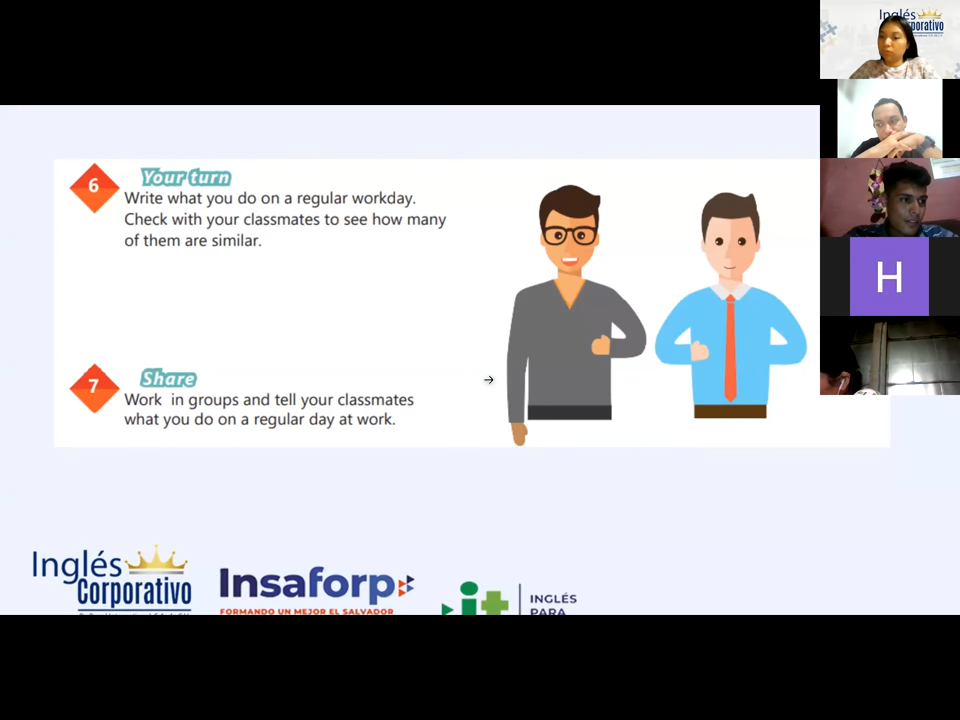 6
Your turn
Write what you do on a regular workday.
Check with your classmates to see how many
of them are similar.
7
Share
Work in groups and tell your classmates
what you do on a regular day at work.
Inglés
Corporativo
Insaforp
FORMANDO UN MEJOR EL SALVADOR
it
INGLÉS
PARA
Inglés
orporativo
H